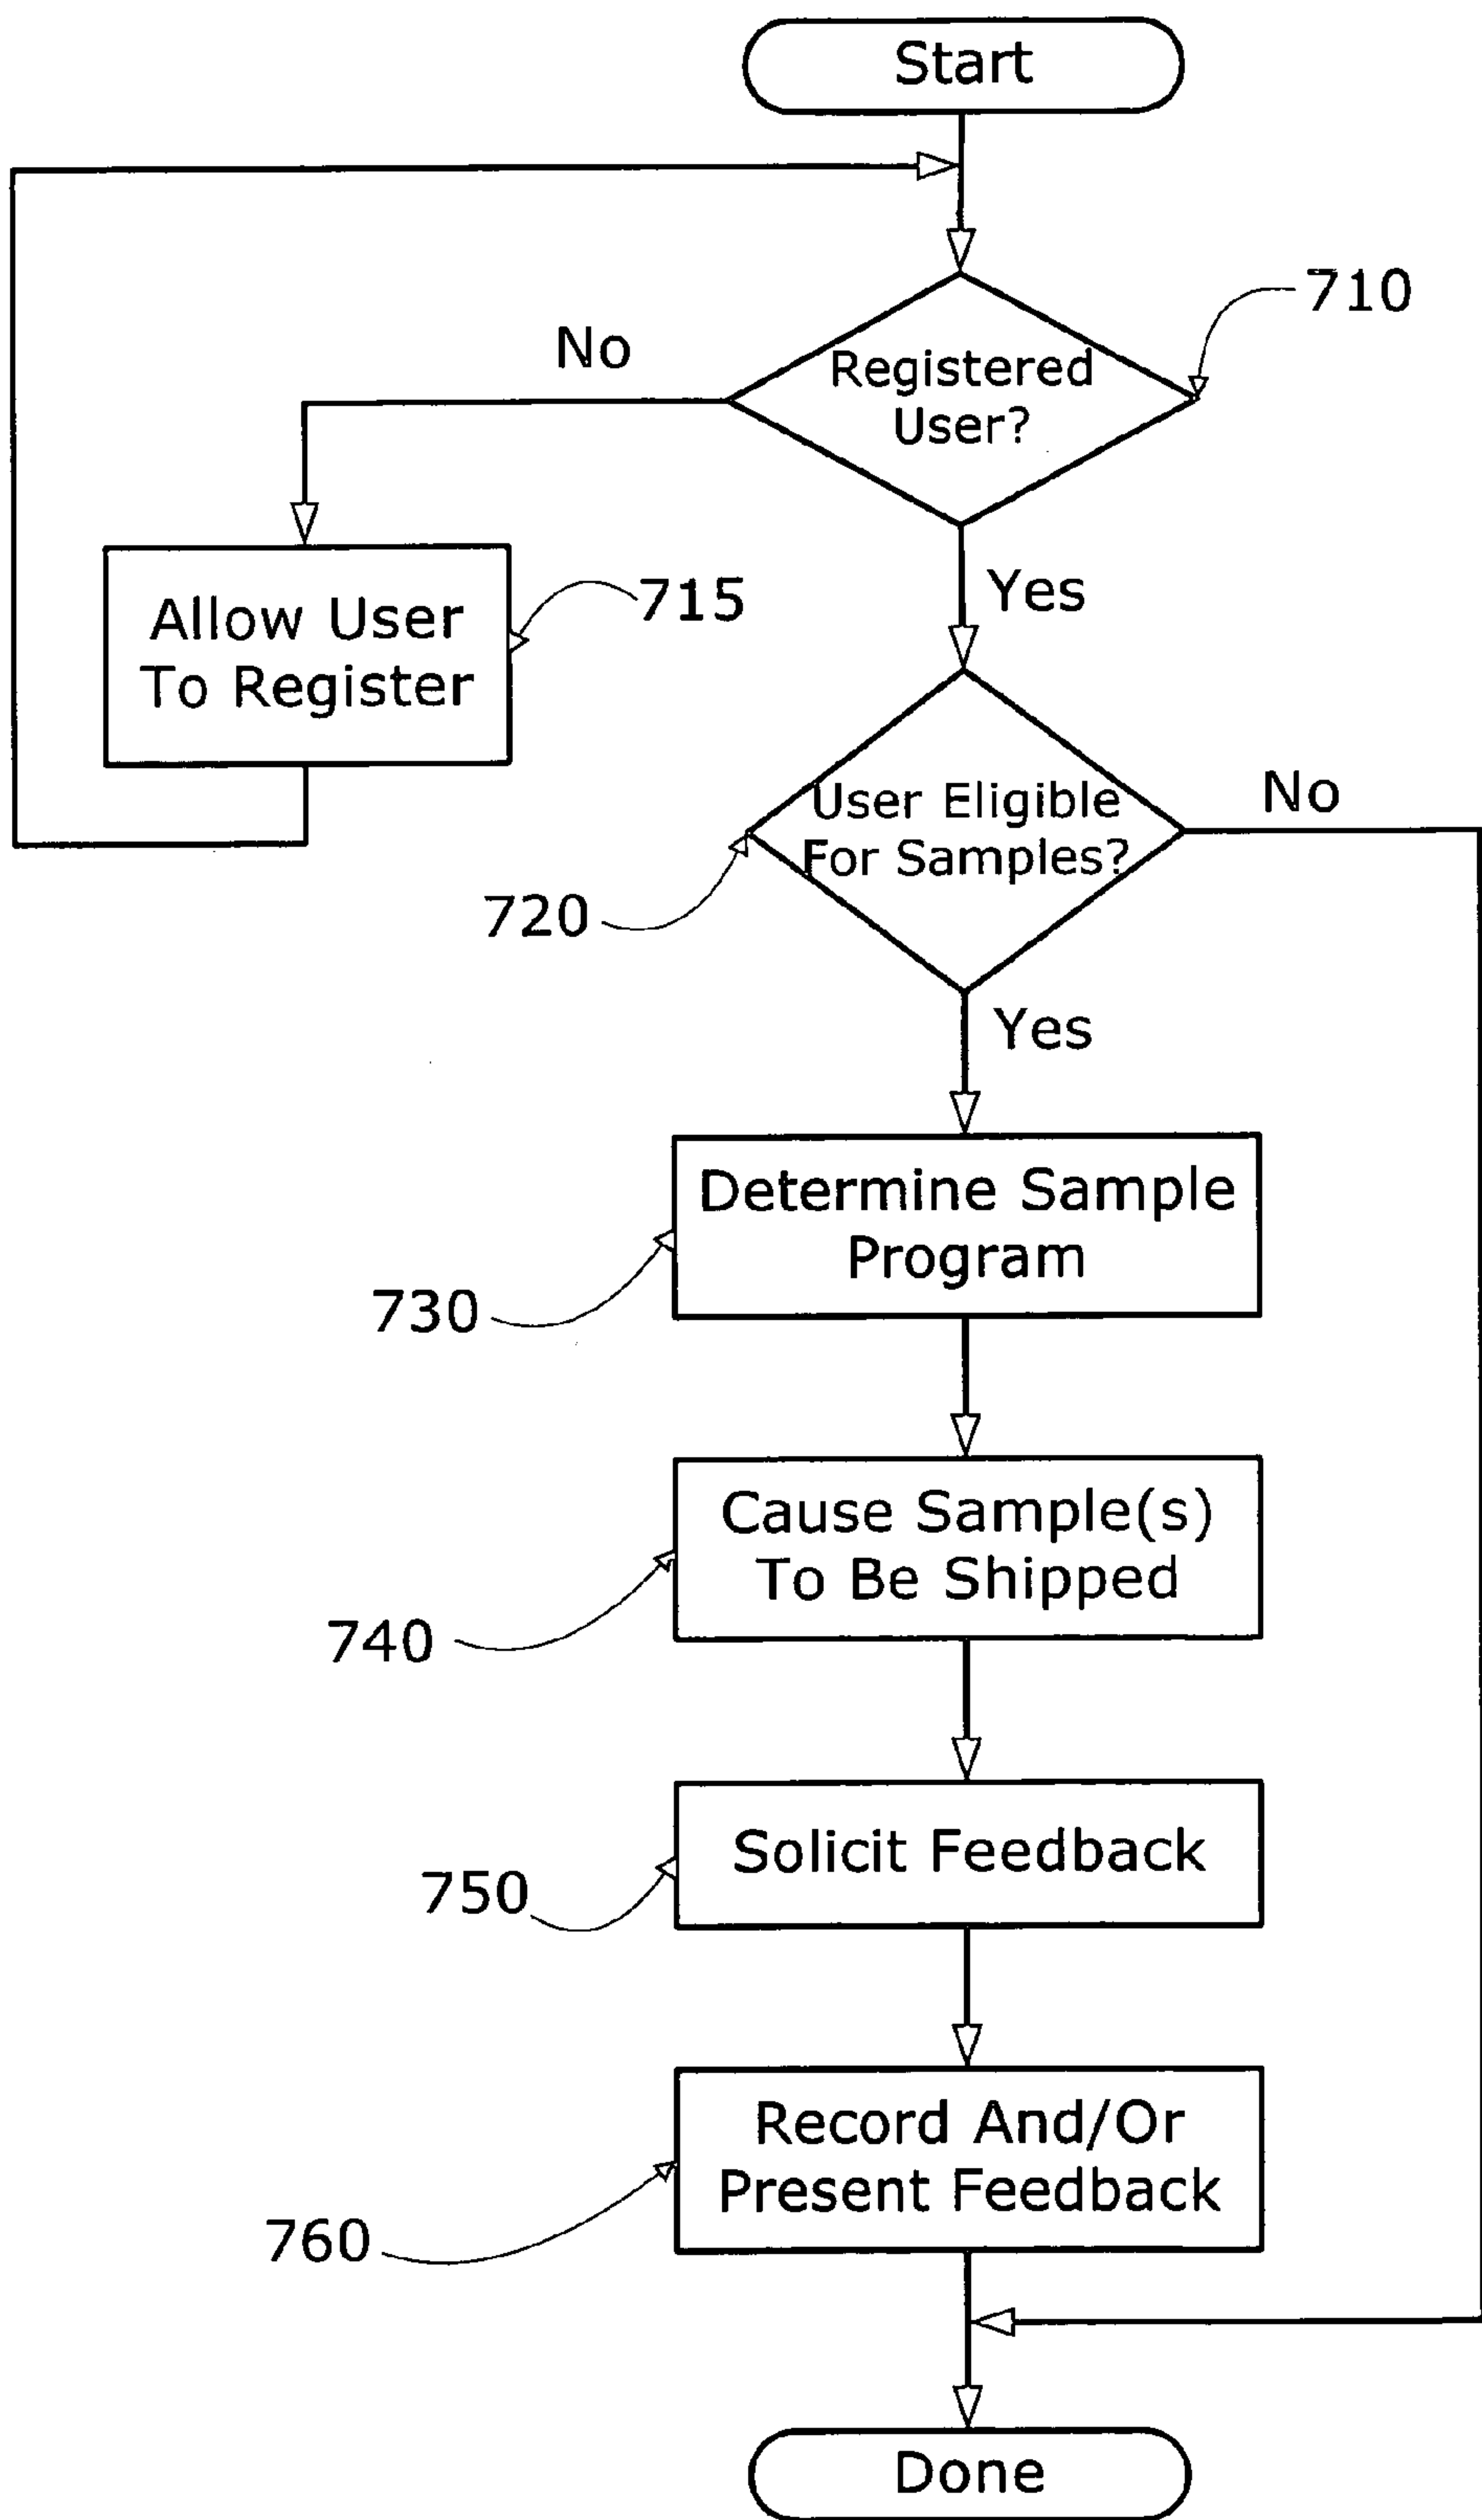 Start
710
No
Registered
User?
715
Yes
Allow User
To Register
No
User Eligible
For Samples?
720
Yes
Determine Sample
Program
730
Cause Sample(s)
To Be Shipped
740
Solicit Feedback
750
Record And/Or
Present Feedback
760
Done